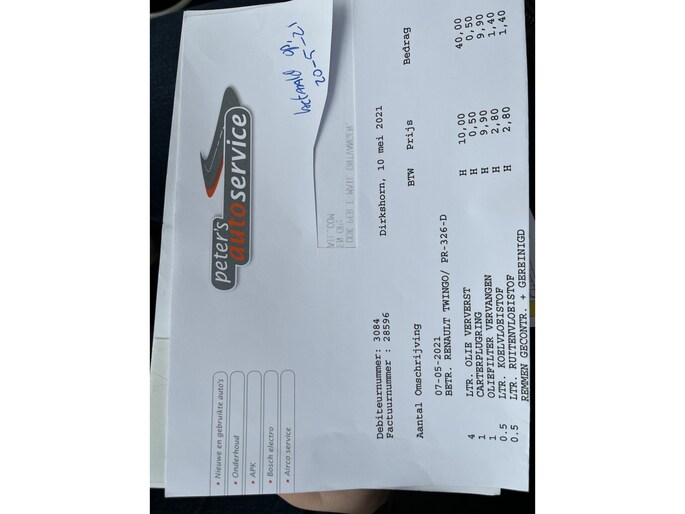 • Nieuwe en gebruikte auto's
• Onderhoud
• APK
• Bosch electro
• Airco service
peter's
autoservice
op,
20-5-21
Debiteurnummer: 3084
Factuurnummer : 28596
Dirkshorn, 10 mei 2021
Aantal Omschrijving BTW Prijs Bedrag
07-05-2021
BETR. RENAULT TWINGO/ PR-326-D
4 LTR. OLIE VERVERST H 10,00 40,00
1 CARTERPLUGRING H 0,50 0,50
1 OLIEFILTER VERVANGEN H 9,90 9,90
0.5 LTR. KOELVLOEISTOF H 2,80 1,40
0.5 LTR. RUITENVLOEISTOF H 2,80 1,40
REMMEN GECONTR. + GEREINIGD